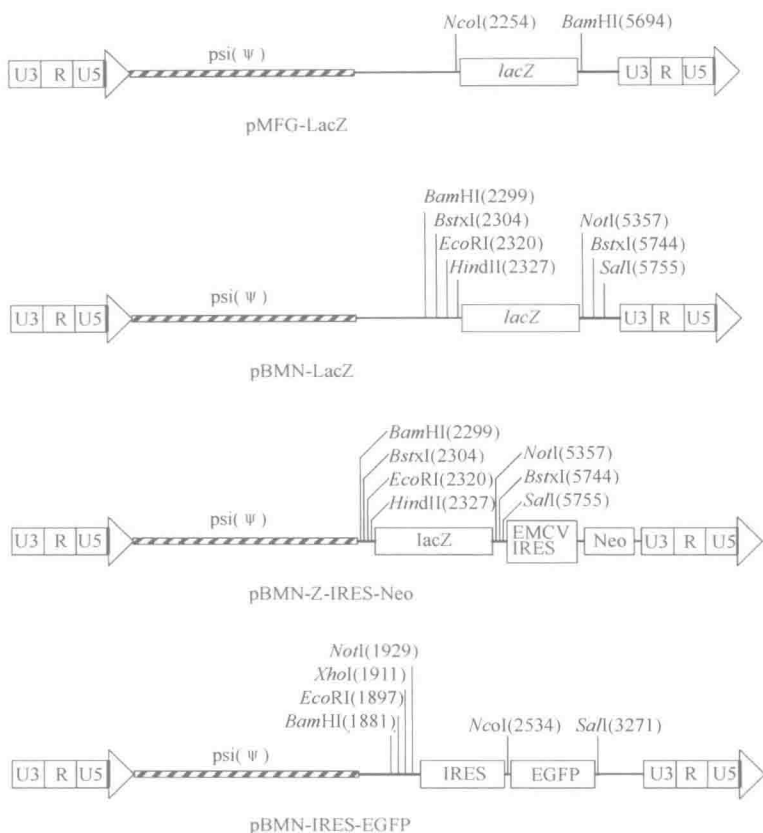 NcoI(2254) BamHI(5694)
psi(ψ)
U3 R U5 lacZ U3 R U5
pMFG-LacZ
BamHI(2299)
BstxI(2304) NotI(5357)
EcoRI(2320) BstxI(5744)
HindII(2327) SalI(5755)
psi(ψ)
U3 R U5 lacZ U3 R U5
pBMN-LacZ
BamHI(2299)
BstxI(2304) NotI(5357)
EcoRI(2320) BstxI(5744)
HindII(2327) SalI(5755)
psi(ψ)
U3 R U5 lacZ EMCV IRES Neo U3 R U5
pBMN-Z-IRES-Neo
NotI(1929)
XhoI(1911)
EcoRI(1897)
BamHI(1881) NcoI(2534) SalI(3271)
psi(ψ)
U3 R U5 IRES EGFP U3 R U5
pBMN-IRES-EGFP